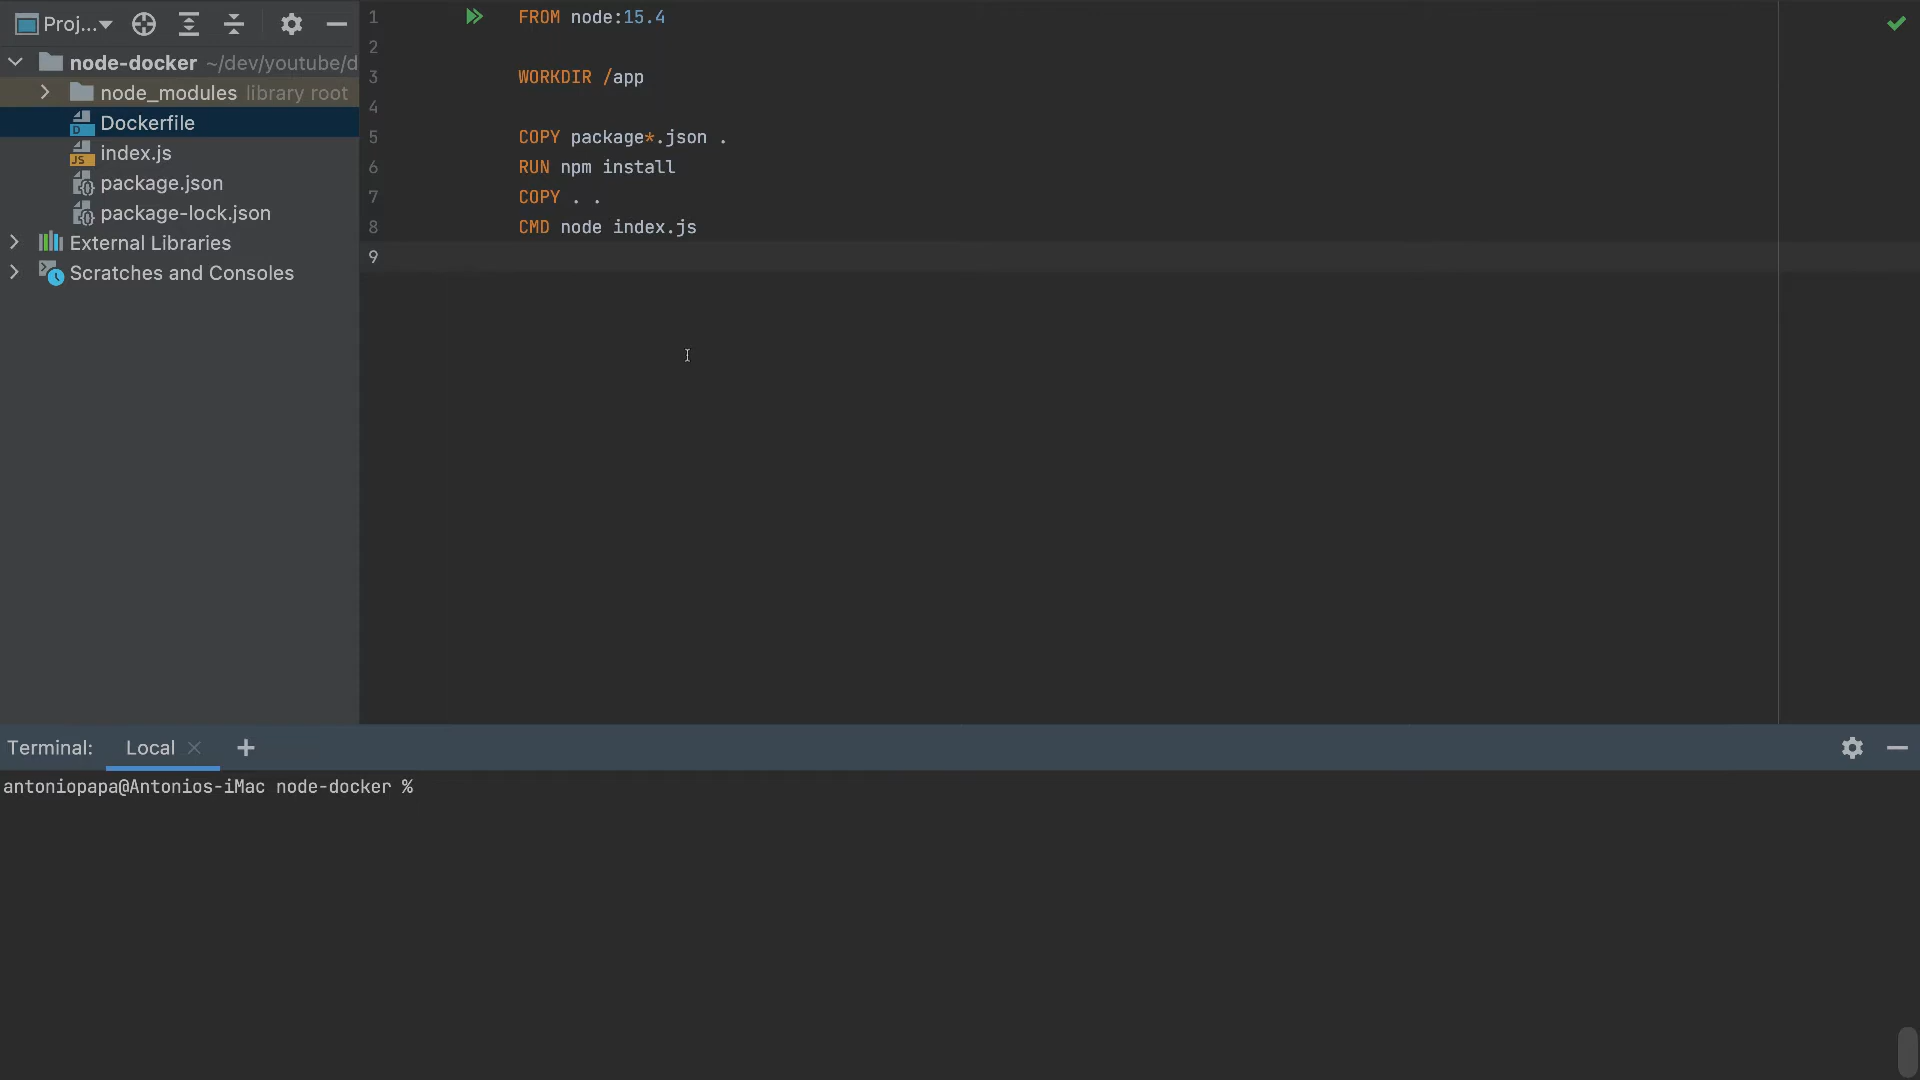 Proj...
node-docker ~/dev/youtube/d
node_modules library root
Dockerfile
index.js
package.json
package-lock.json
External Libraries
Scratches and Consoles
1 FROM node:15.4
2
3 WORKDIR /app
4
5 COPY package*.json .
6 RUN npm install
7 COPY . .
8 CMD node index.js
9
Terminal: Local
antoniopapa@Antonios-iMac node-docker %